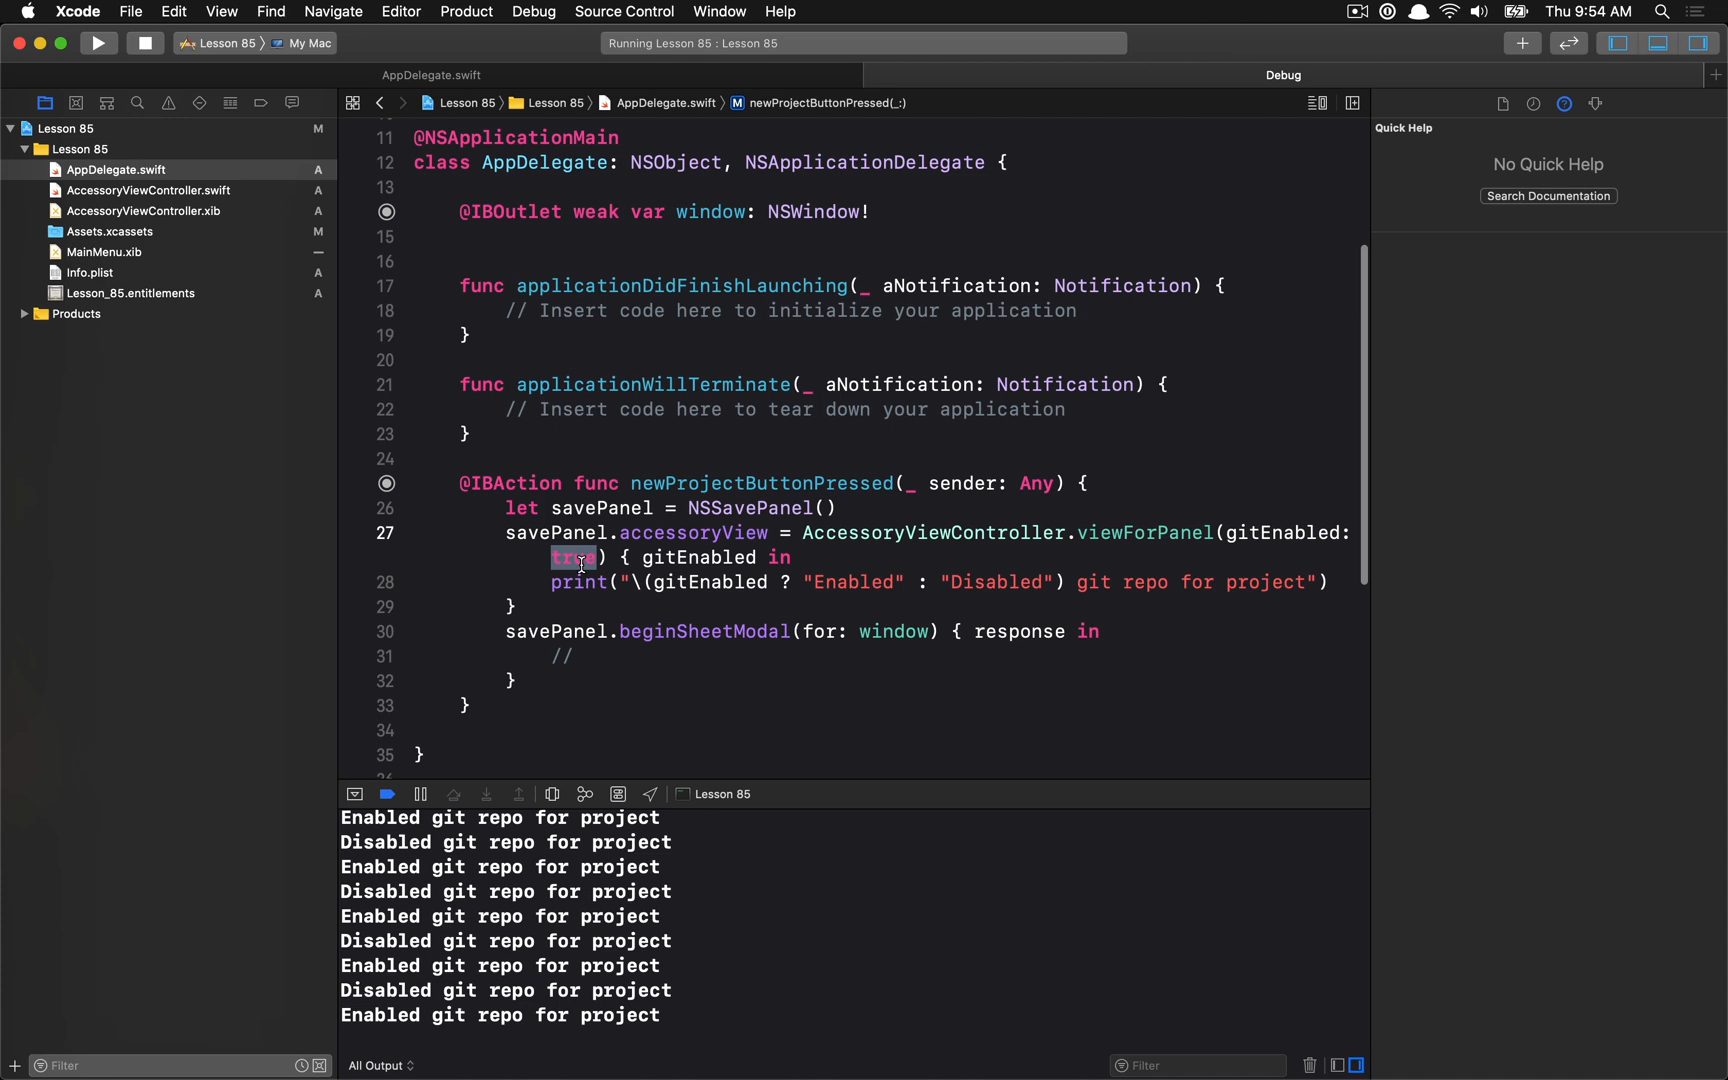 Xcode File Edit View Find Navigate Editor Product Debug Source Control Window Help Thu 9:54 AM
Lesson 85 My Mac Running Lesson 85 : Lesson 85
AppDelegate.swift Debug
Lesson 85 Lesson 85 AppDelegate.swift M newProjectButtonPressed(_:)
Lesson 85 M
Lesson 85
AppDelegate.swift A
AccessoryViewController.swift A
AccessoryViewController.xib A
Assets.xcassets M
MainMenu.xib —
Info.plist A
Lesson_85.entitlements A
Products
11 @NSApplicationMain
12 class AppDelegate: NSObject, NSApplicationDelegate {
13
@IBOutlet weak var window: NSWindow!
15
16
17 func applicationDidFinishLaunching(_ aNotification: Notification) {
18 // Insert code here to initialize your application
19 }
20
21 func applicationWillTerminate(_ aNotification: Notification) {
22 // Insert code here to tear down your application
23 }
24
@IBAction func newProjectButtonPressed(_ sender: Any) {
26 let savePanel = NSSavePanel()
27 savePanel.accessoryView = AccessoryViewController.viewForPanel(gitEnabled:
true) { gitEnabled in
28 print("\(gitEnabled ? "Enabled" : "Disabled") git repo for project")
29 }
30 savePanel.beginSheetModal(for: window) { response in
31 //
32 }
33 }
34
35 }
Quick Help
No Quick Help
Search Documentation
Lesson 85
Enabled git repo for project
Disabled git repo for project
Enabled git repo for project
Disabled git repo for project
Enabled git repo for project
Disabled git repo for project
Enabled git repo for project
Disabled git repo for project
Enabled git repo for project
Filter All Output Filter